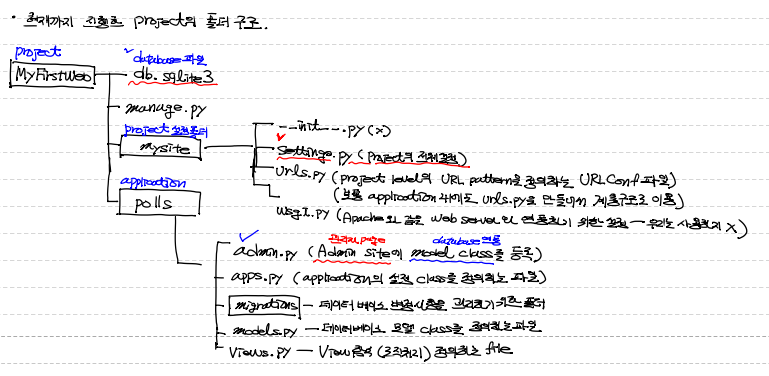 • 현재까지 진행한 project의 폴더 구조.
project
MyFirstWeb
database 파일
db.sqlite3
manage.py
project 설정폴더
mysite
__init__.py (x)
settings.py (project의 전체 설정)
urls.py (project level의 URL pattern을 정의하는 URLConf 파일)
(보통 application 내에도 urls.py를 만들어서 계층구조로 이용)
wsgi.py (Apache와 같은 Web server와 연동하기 위한 설정 - 우리는 사용하지 X)
application
polls
관리자페이지
database 연동
admin.py (Admin site에 model class를 등록)
apps.py (application의 설정 class를 정의하는 파일)
migrations - 데이터베이스 변경사항을 관리하기 위한 폴더
models.py - 데이터베이스 모델 class를 정의하는 파일
views.py - View 함수 (로직처리) 정의하는 file